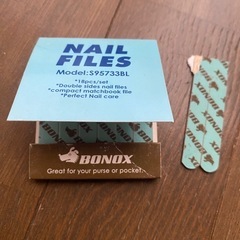 NAIL
FILES
Model:S95733BL
*18pcs/set
*Double sides nail files
*compact matchbook file
*Perfect Nail care
BONOX
Great for your purse or pocket.